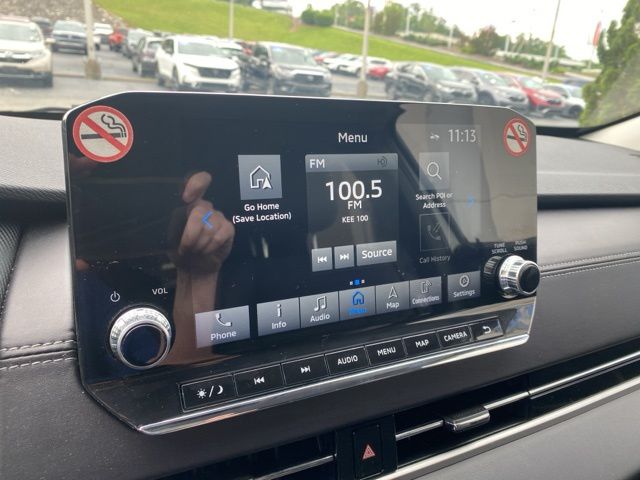 Menu
11:13
Go Home
(Save Location)
FM
100.5
FM
KEE 100
Source
Search POI or
Address
Call History
TUNE
SCROLL
PUSH
SOUND
VOL
Phone
Info
Audio
Menu
Map
Connections
Settings
AUDIO
MENU
MAP
CAMERA